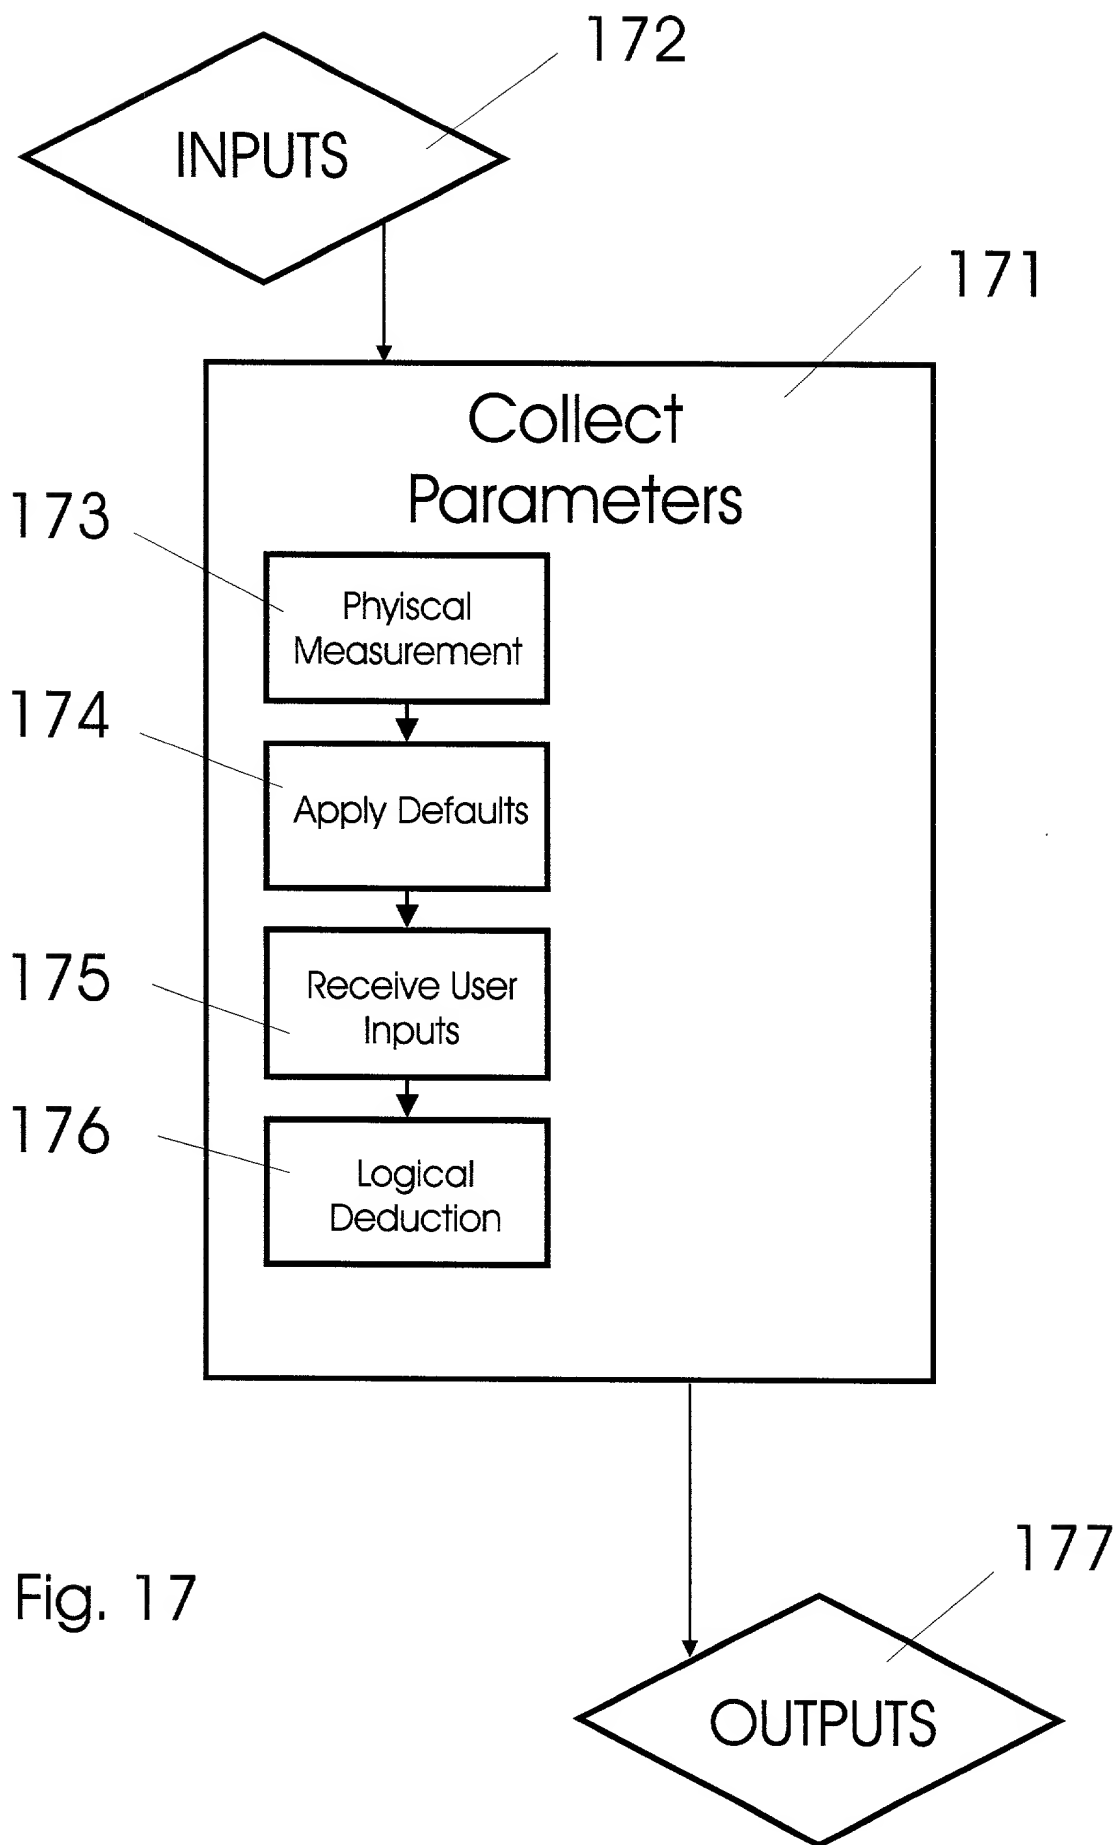 172
INPUTS
171
Collect
Parameters
173
Phyiscal
Measurement
174
Apply Defaults
175
Receive User
Inputs
176
Logical
Deduction
177
Fig. 17
OUTPUTS